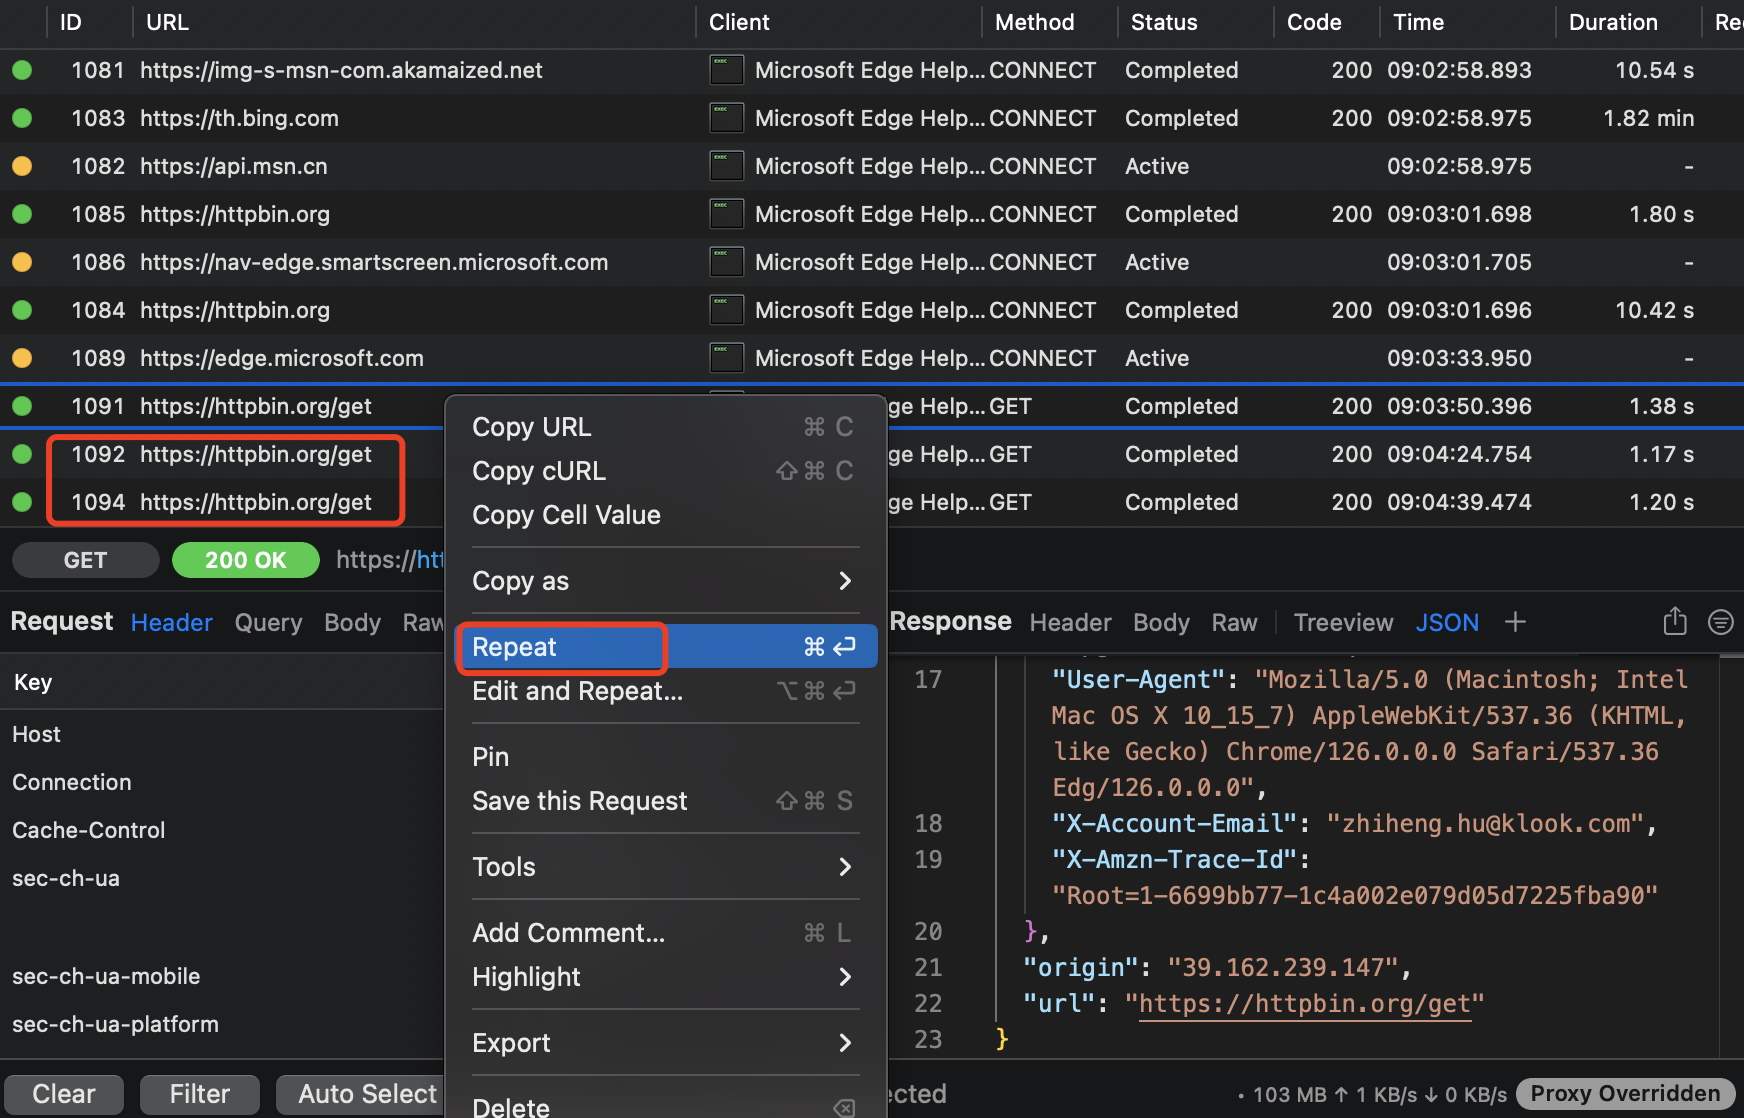 ID URL Client Method Status Code Time Duration
1081 https://img-s-msn-com.akamaized.net Microsoft Edge Help... CONNECT Completed 200 09:02:58.893 10.54 s
1083 https://th.bing.com Microsoft Edge Help... CONNECT Completed 200 09:02:58.975 1.82 min
1082 https://api.msn.cn Microsoft Edge Help... CONNECT Active 09:02:58.975 -
1085 https://httpbin.org Microsoft Edge Help... CONNECT Completed 200 09:03:01.698 1.80 s
1086 https://nav-edge.smartscreen.microsoft.com Microsoft Edge Help... CONNECT Active 09:03:01.705 -
1084 https://httpbin.org Microsoft Edge Help... CONNECT Completed 200 09:03:01.696 10.42 s
1089 https://edge.microsoft.com Microsoft Edge Help... CONNECT Active 09:03:33.950 -
1091 https://httpbin.org/get ge Help... GET Completed 200 09:03:50.396 1.38 s
1092 https://httpbin.org/get ge Help... GET Completed 200 09:04:24.754 1.17 s
1094 https://httpbin.org/get ge Help... GET Completed 200 09:04:39.474 1.20 s
GET 200 OK https://htt
Request Header Query Body Raw
Key
Host
Connection
Cache-Control
sec-ch-ua
sec-ch-ua-mobile
sec-ch-ua-platform
Copy URL ⌘ C
Copy cURL ⇧⌘ C
Copy Cell Value
Copy as
Repeat ⌘ ↩
Edit and Repeat... ⌥⌘ ↩
Pin
Save this Request ⇧⌘ S
Tools
Add Comment... ⌘ L
Highlight
Export
Delete
Response Header Body Raw Treeview JSON +
17 "User-Agent": "Mozilla/5.0 (Macintosh; Intel
Mac OS X 10_15_7) AppleWebKit/537.36 (KHTML,
like Gecko) Chrome/126.0.0.0 Safari/537.36
Edg/126.0.0.0",
18 "X-Account-Email": "zhiheng.hu@klook.com",
19 "X-Amzn-Trace-Id":
"Root=1-6699bb77-1c4a002e079d05d7225fba90"
20 },
21 "origin": "39.162.239.147",
22 "url": "https://httpbin.org/get"
23 }
Clear Filter Auto Select ected • 103 MB ↑ 1 KB/s ↓ 0 KB/s Proxy Overridden